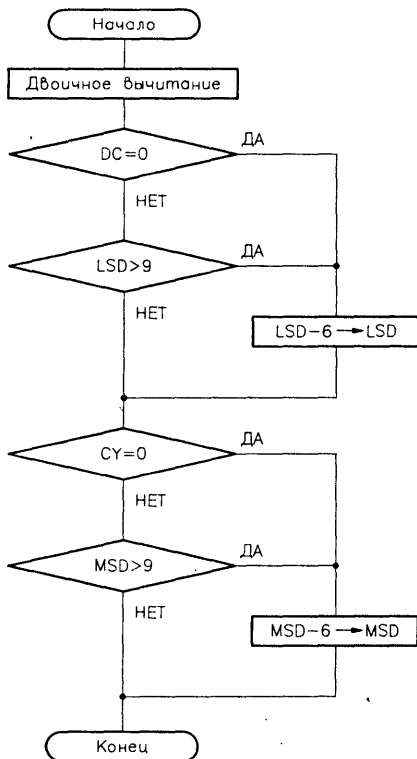 Начало
Двоичное вычитание
DC=0
ДА
НЕТ
LSD>9
ДА
НЕТ
LSD-6→LSD
CY=0
ДА
НЕТ
MSD>9
ДА
НЕТ
MSD-6→MSD
Конец